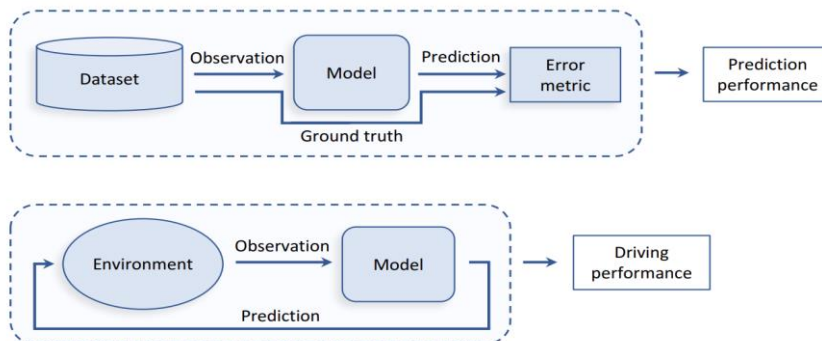 Observation
Prediction
Dataset
Model
Error
metric
Prediction
performance
Ground truth
Environment
Observation
Model
Driving
performance
Prediction